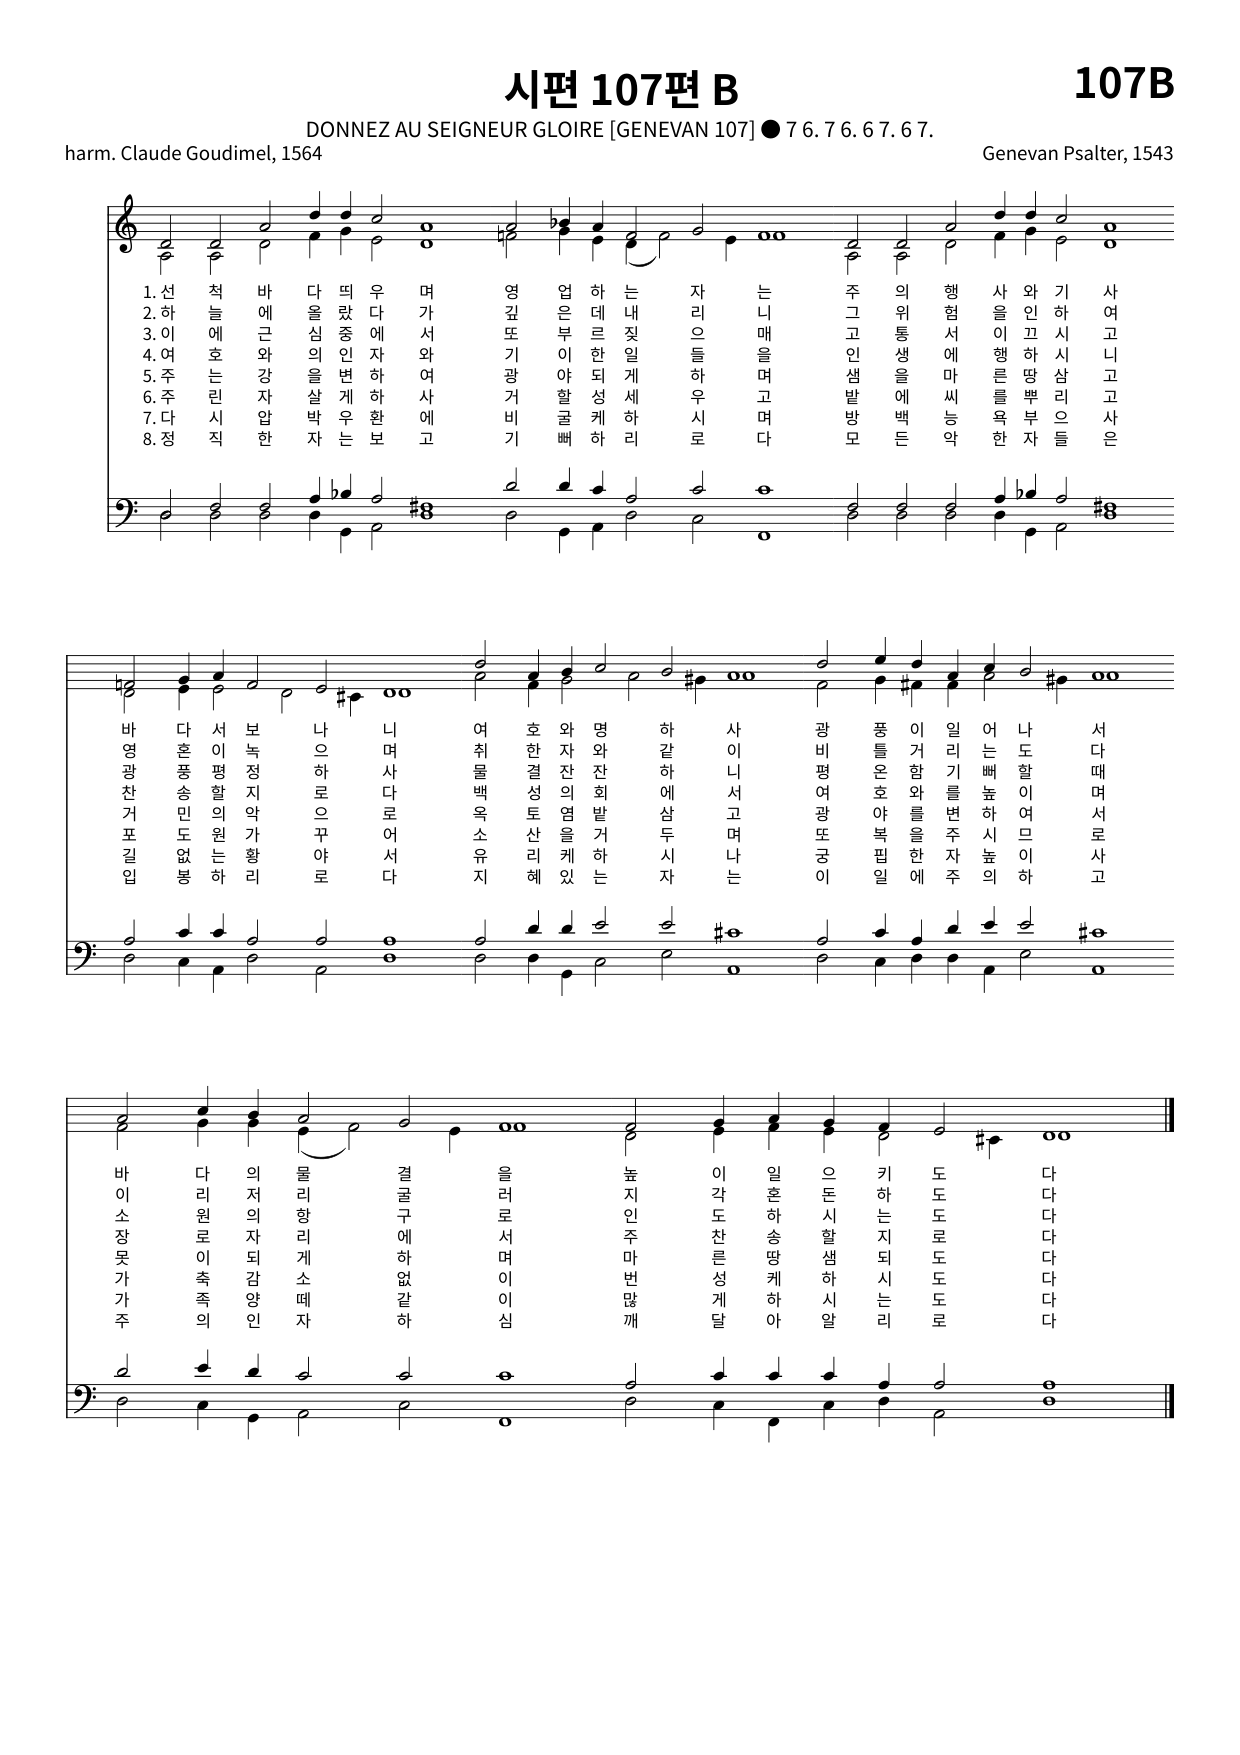 시편 107편 B
107B
DONNEZ AU SEIGNEUR GLOIRE [GENEVAN 107] ● 7 6. 7 6. 6 7. 6 7.
harm. Claude Goudimel, 1564
Genevan Psalter, 1543
1. 선 척 바 다 띄 우 며 영 업 하 는 자 는 주 의 행 사 와 기 사
2. 하 늘 에 올 랐 다 가 깊 은 데 내 리 니 그 위 험 을 인 하 여
3. 이 에 근 심 중 에 서 또 부 르 짖 으 매 고 통 서 이 끄 시 고
4. 여 호 와 의 인 자 와 기 이 한 일 들 을 인 생 에 행 하 시 니
5. 주 는 강 을 변 하 여 광 야 되 게 하 며 샘 을 마 른 땅 삼 고
6. 주 린 자 살 게 하 사 거 할 성 세 우 고 밭 에 씨 를 뿌 리 고
7. 다 시 압 박 우 환 에 비 굴 케 하 시 며 방 백 능 욕 부 으 사
8. 정 직 한 자 는 보 고 기 뻐 하 리 로 다 모 든 악 한 자 들 은
바 다 서 보 나 니 여 호 와 명 하 사 광 풍 이 일 어 나 서
영 혼 이 녹 으 며 취 한 자 와 같 이 비 틀 거 리 는 도 다
광 풍 평 정 하 사 물 결 잔 잔 하 니 평 온 함 기 뻐 할 때
찬 송 할 지 로 다 백 성 의 회 에 서 여 호 와 를 높 이 며
거 민 의 악 으 로 옥 토 염 밭 삼 고 광 야 를 변 하 여 서
포 도 원 가 꾸 어 소 산 을 거 두 며 또 복 을 주 시 므 로
길 없 는 황 야 서 유 리 케 하 시 나 궁 핍 한 자 높 이 사
입 봉 하 리 로 다 지 혜 있 는 자 는 이 일 에 주 의 하 고
바 다 의 물 결 을 높 이 일 으 키 도 다
이 리 저 리 굴 러 지 각 혼 돈 하 도 다
소 원 의 항 구 로 인 도 하 시 는 도 다
장 로 자 리 에 서 주 찬 송 할 지 로 다
못 이 되 게 하 며 마 른 땅 샘 되 도 다
가 축 감 소 없 이 번 성 케 하 시 도 다
가 족 양 떼 같 이 많 게 하 시 는 도 다
주 의 인 자 하 심 깨 달 아 알 리 로 다